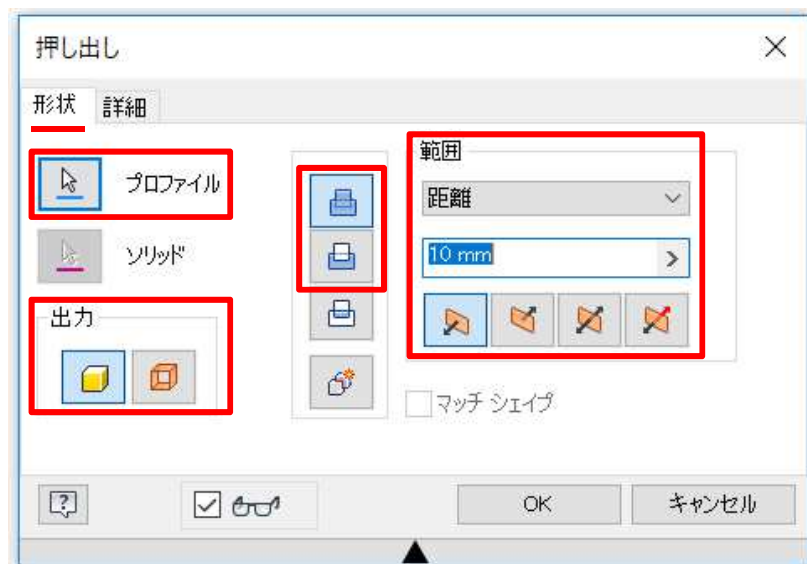 押し出し
形状 詳細
プロファイル
ソリッド
出力
範囲
距離
10 mm
マッチ シェイプ
OK
キャンセル